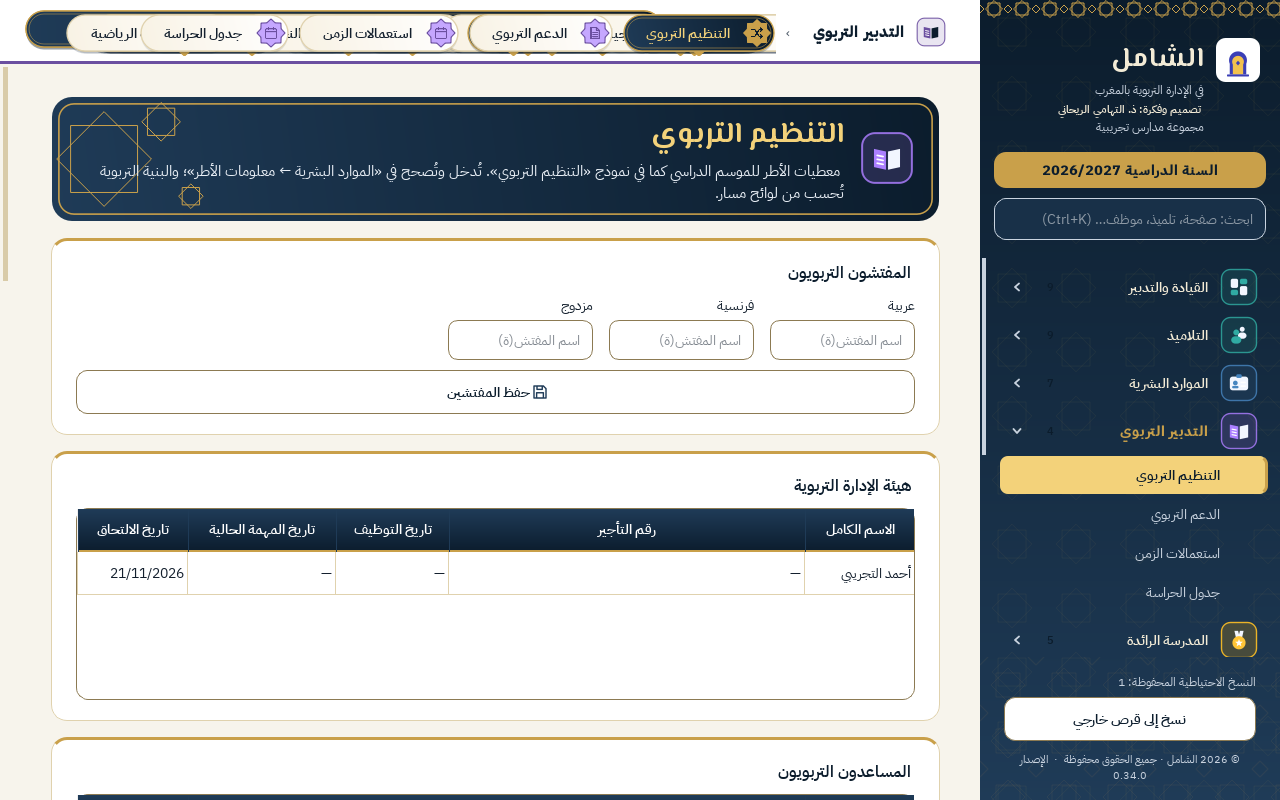 الشامل
في الإدارة التربوية بالمغرب
تصميم وفكرة: ذ. التهامي الريحاني
مجموعة مدارس تجريبية
السنة الدراسية 2026/2027
ابحث: صفحة، تلميذ، موظف... (Ctrl+K)
القيادة والتدبير
التلاميذ 9
الموارد البشرية 7
التدبير التربوي 4
التنظيم التربوي
الدعم التربوي
استعمالات الزمن
جدول الحراسة
المدرسة الرائدة 5
النسخ الاحتياطية المحفوظة: 1
نسخ إلى قرص خارجي
© 2026 الشامل · جميع الحقوق محفوظة · الإصدار
0.34.0
التدبير التربوي ‹
التنظيم التربوي
الدعم التربوي
استعمالات الزمن
جدول الحراسة
الرياضية
التنظيم التربوي
معطيات الأطر للموسم الدراسي كما في نموذج «التنظيم التربوي». تُدخل وتُصحح في «الموارد البشرية ← معلومات الأطر»؛ والبنية التربوية
تُحسب من لوائح مسار.
المفتشون التربويون
عربية فرنسية مزدوج
اسم المفتش(ة) اسم المفتش(ة) اسم المفتش(ة)
حفظ المفتشين
هيئة الإدارة التربوية
الاسم الكامل رقم التأجير تاريخ التوظيف تاريخ المهمة الحالية تاريخ الالتحاق
أحمد التجريبي — — — 21/11/2026
المساعدون التربويون